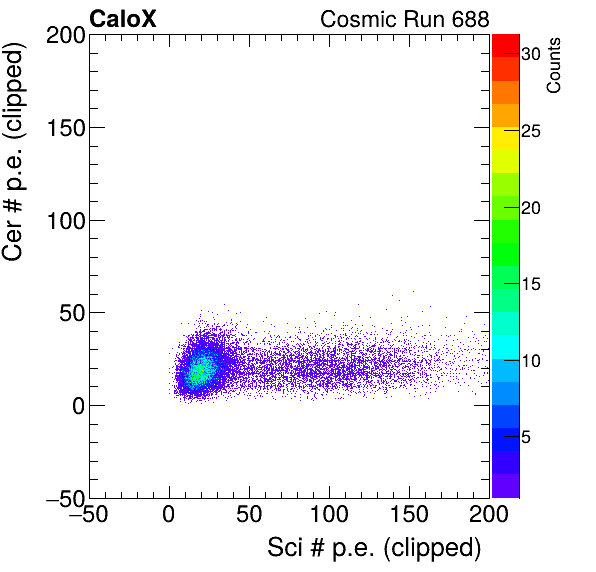 CaloX Cosmic Run 688
Counts
Cer # p.e. (clipped)
200
150
100
50
0
−50
30
25
20
15
10
5
−50 0 50 100 150 200
Sci # p.e. (clipped)